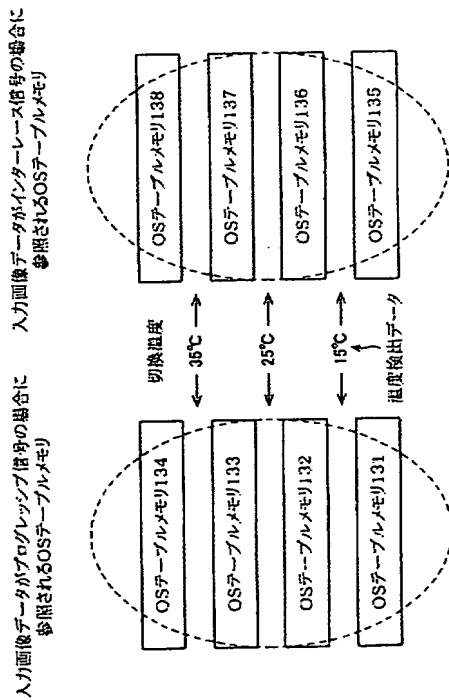 入力画像データがプログレッシブ信号の場合に
参照されるOSテーブルメモリ
OSテーブルメモリ134
OSテーブルメモリ133
OSテーブルメモリ132
OSテーブルメモリ131
切換温度
35℃
25℃
15℃
温度検出データ
入力画像データがインターレース信号の場合に
参照されるOSテーブルメモリ
OSテーブルメモリ138
OSテーブルメモリ137
OSテーブルメモリ136
OSテーブルメモリ135